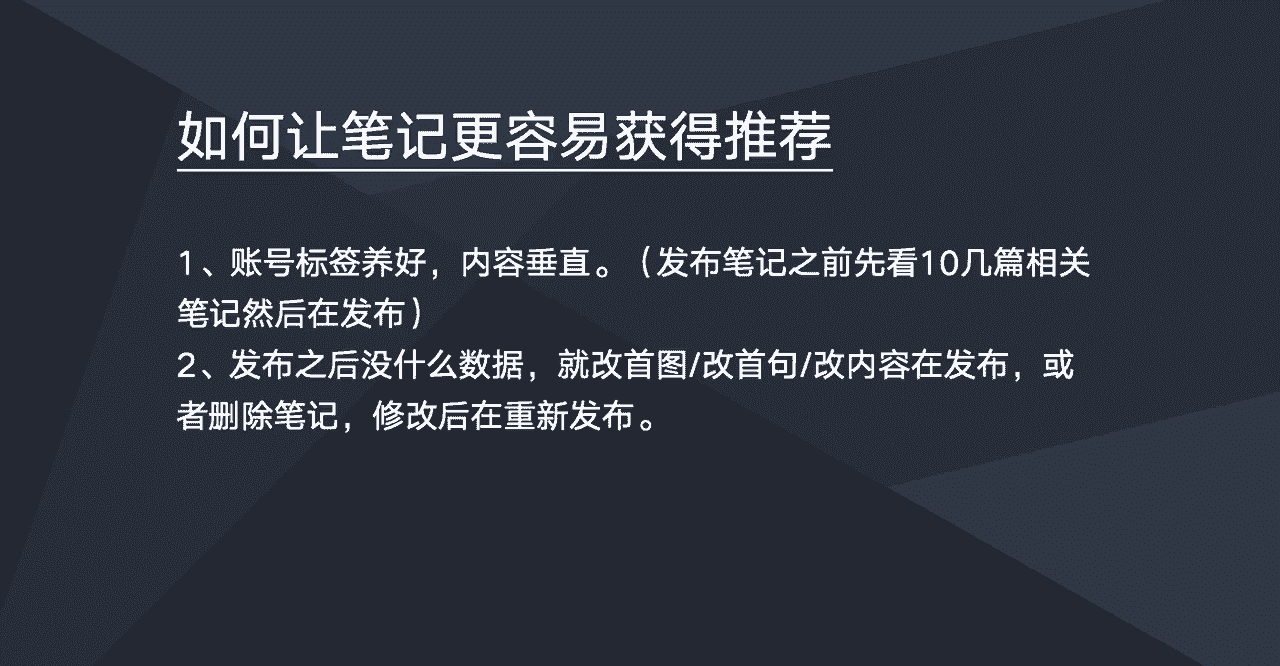 如何让笔记更容易获得推荐
1、账号标签养好，内容垂直。（发布笔记之前先看10几篇相关
笔记然后在发布）
2、发布之后没什么数据，就改首图/改首句/改内容在发布，或
者删除笔记，修改后在重新发布。